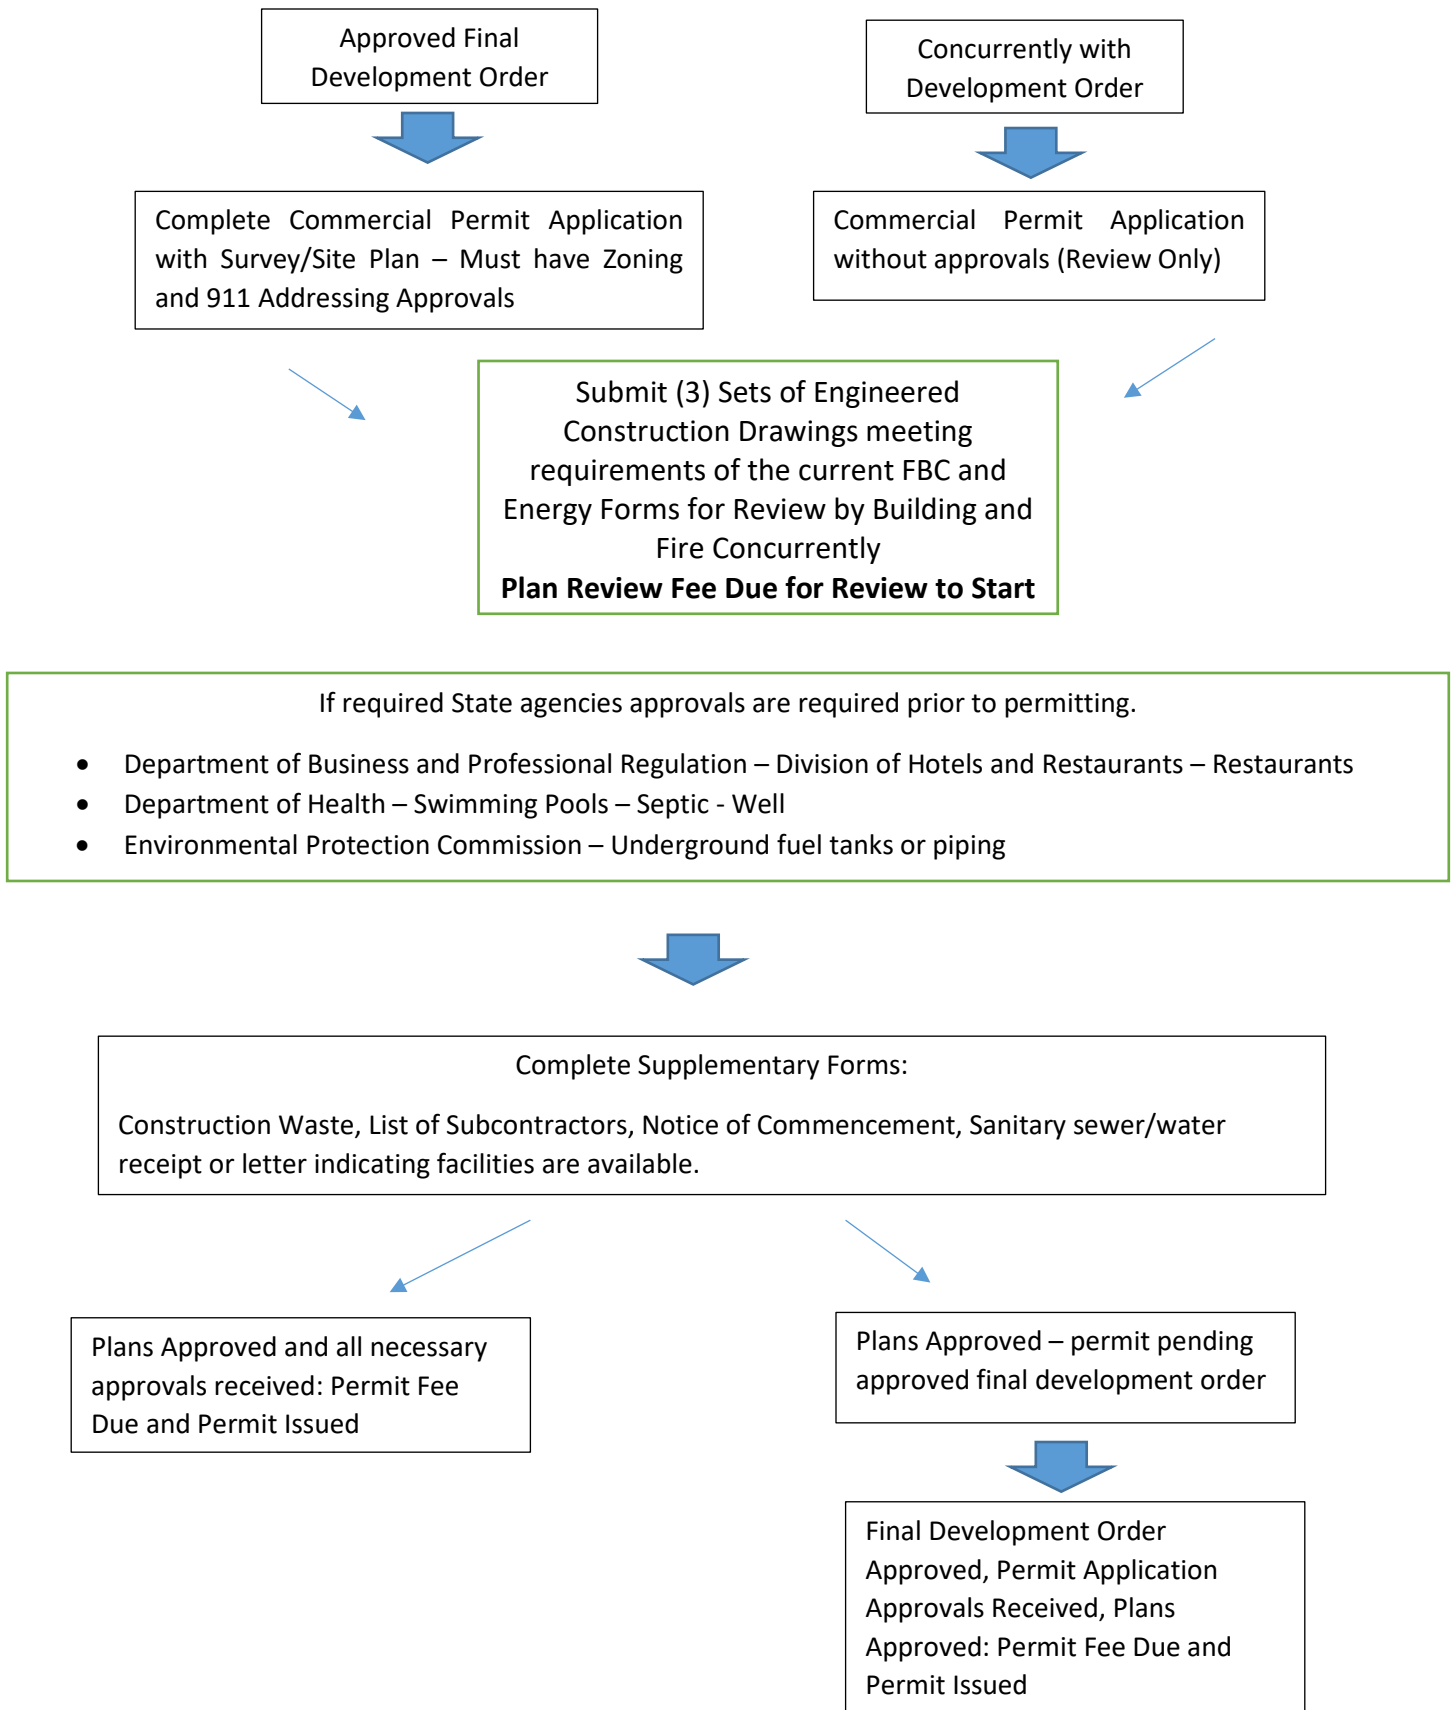 Approved Final
Development Order
Concurrently with
Development Order
Complete Commercial Permit Application
with Survey/Site Plan – Must have Zoning
and 911 Addressing Approvals
Commercial Permit Application
without approvals (Review Only)
Submit (3) Sets of Engineered
Construction Drawings meeting
requirements of the current FBC and
Energy Forms for Review by Building and
Fire Concurrently
Plan Review Fee Due for Review to Start
If required State agencies approvals are required prior to permitting.
• Department of Business and Professional Regulation – Division of Hotels and Restaurants – Restaurants
• Department of Health – Swimming Pools – Septic - Well
• Environmental Protection Commission – Underground fuel tanks or piping
Complete Supplementary Forms:
Construction Waste, List of Subcontractors, Notice of Commencement, Sanitary sewer/water
receipt or letter indicating facilities are available.
Plans Approved and all necessary
approvals received: Permit Fee
Due and Permit Issued
Plans Approved – permit pending
approved final development order
Final Development Order
Approved, Permit Application
Approvals Received, Plans
Approved: Permit Fee Due and
Permit Issued